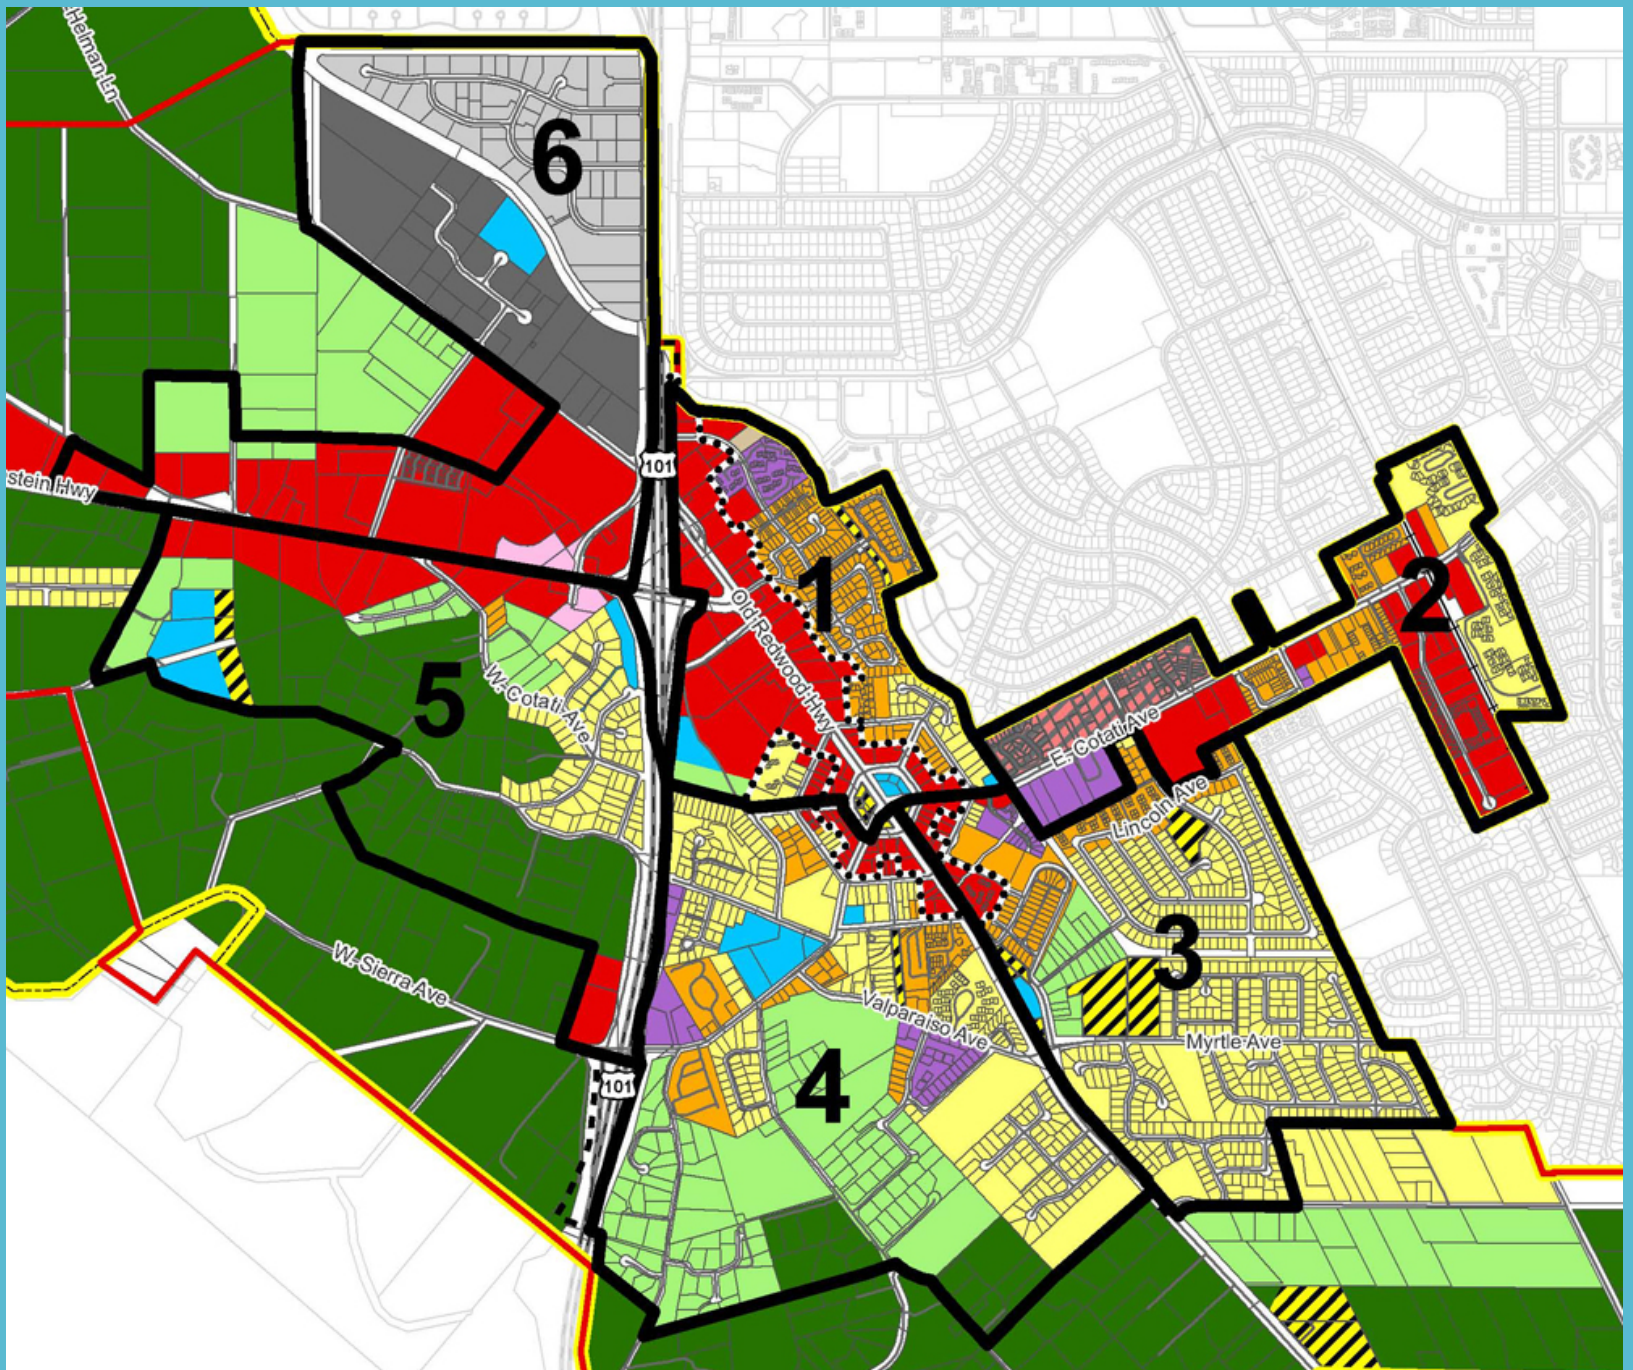 Helman Ln
6
101
stein Hwy
1
2
Old Redwood Hwy
5
W. Cotati Ave
E. Cotati Ave
Lincoln Ave
3
W. Sierra Ave
Valparaiso Ave
Myrtle Ave
4
101